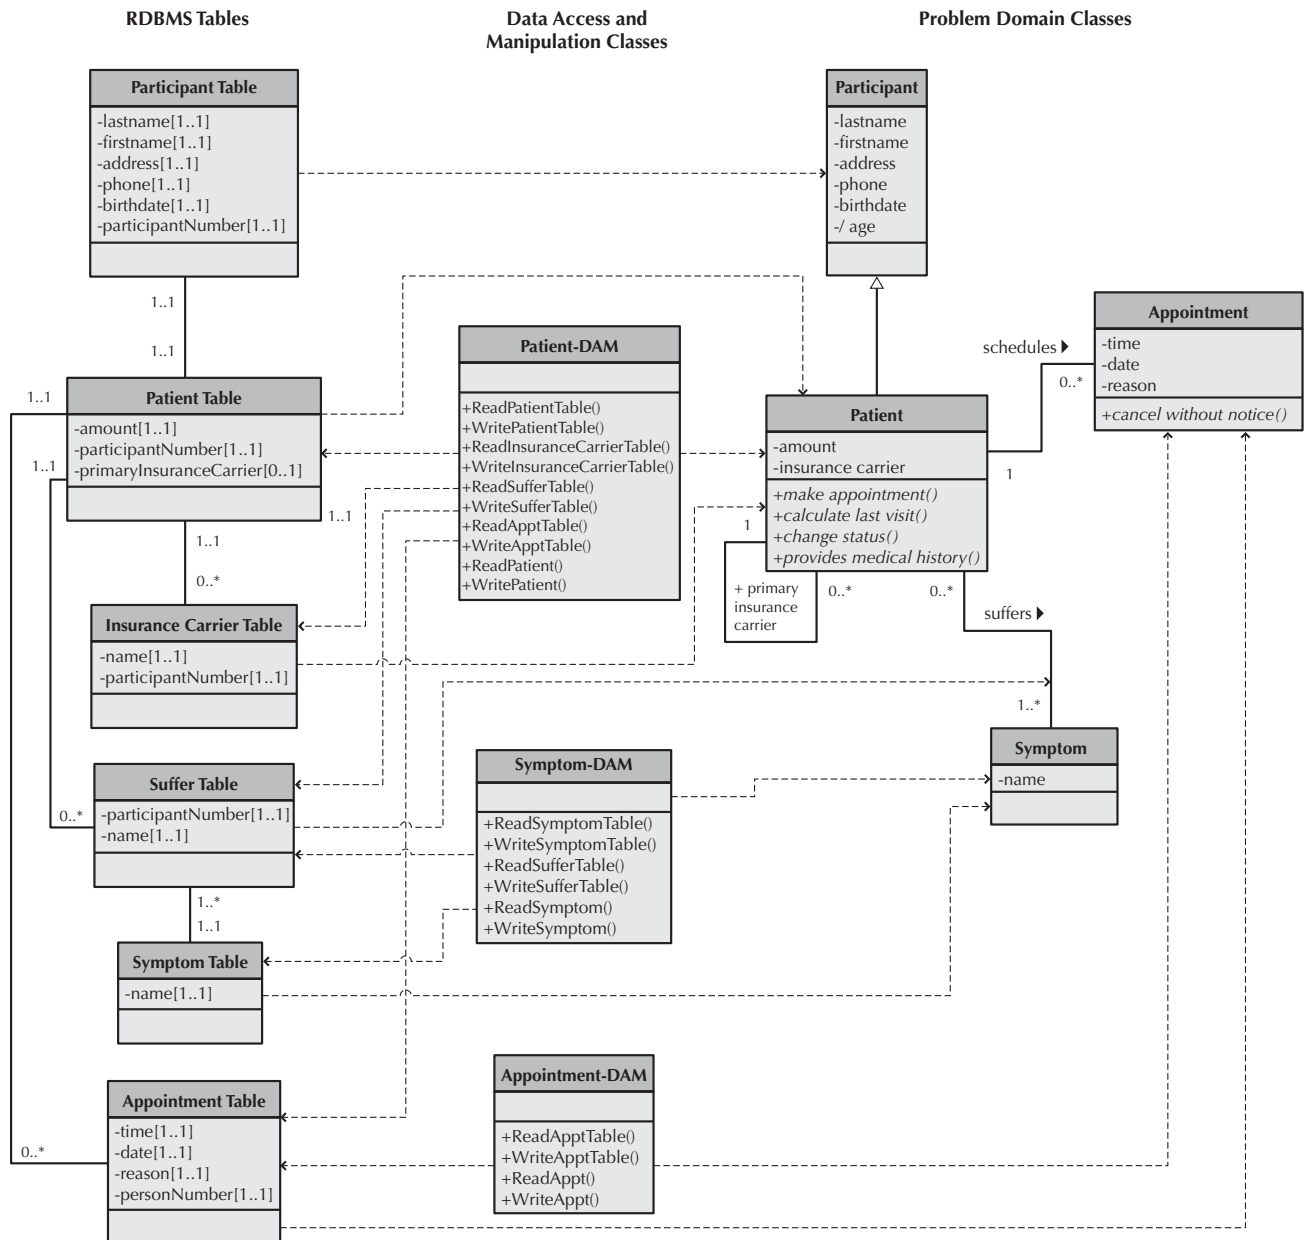 RDBMS Tables
Data Access and
Manipulation Classes
Problem Domain Classes
Participant Table
-lastname[1..1]
-firstname[1..1]
-address[1..1]
-phone[1..1]
-birthdate[1..1]
-participantNumber[1..1]
Participant
-lastname
-firstname
-address
-phone
-birthdate
-/ age
1..1
1..1
Patient-DAM
+ReadPatientTable()
+WritePatientTable()
+ReadInsuranceCarrierTable()
+WriteInsuranceCarrierTable()
+ReadSufferTable()
+WriteSufferTable()
+ReadApptTable()
+WriteApptTable()
+ReadPatient()
+WritePatient()
schedules
0..*
1
Appointment
-time
-date
-reason
+cancel without notice()
1..1
1..1
Patient Table
-amount[1..1]
-participantNumber[1..1]
-primaryInsuranceCarrier[0..1]
1..1
1..1
0..*
Patient
-amount
-insurance carrier
+make appointment()
+calculate last visit()
+change status()
+provides medical history()
1
+ primary
insurance
carrier
0..*
0..*
suffers
1..*
Insurance Carrier Table
-name[1..1]
-participantNumber[1..1]
Suffer Table
-participantNumber[1..1]
-name[1..1]
0..*
1..*
1..1
Symptom-DAM
+ReadSymptomTable()
+WriteSymptomTable()
+ReadSufferTable()
+WriteSufferTable()
+ReadSymptom()
+WriteSymptom()
Symptom
-name
Symptom Table
-name[1..1]
Appointment Table
-time[1..1]
-date[1..1]
-reason[1..1]
-personNumber[1..1]
0..*
Appointment-DAM
+ReadApptTable()
+WriteApptTable()
+ReadAppt()
+WriteAppt()